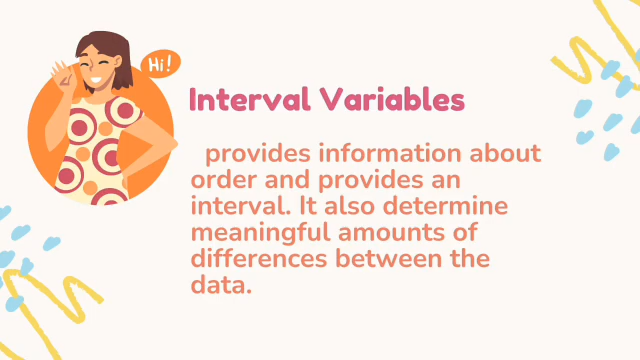 Hi!
Interval Variables
provides information about
order and provides an
interval. It also determine
meaningful amounts of
differences between the
data.